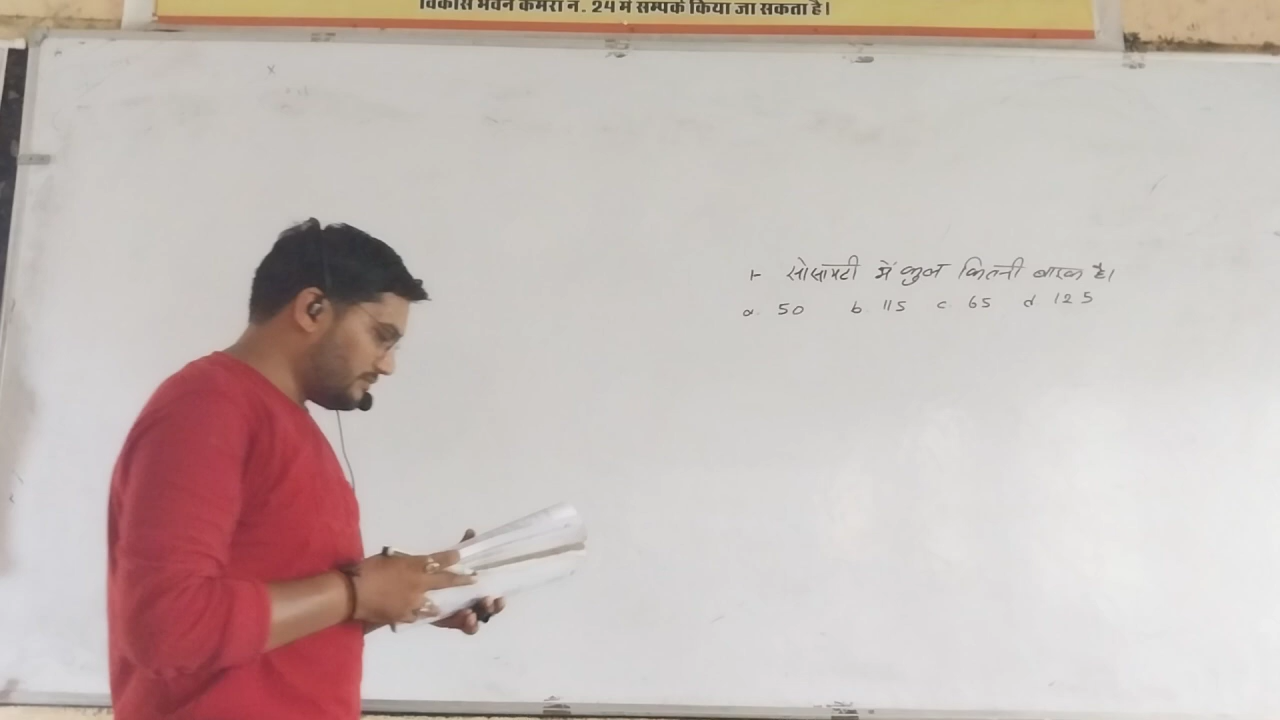 विकास भवन कमरा नं. 24 में सम्पर्क किया जा सकता है।
1- सोसायटी में कुल कितनी बालक है।
a. 50 b. 115 c. 65 d. 125